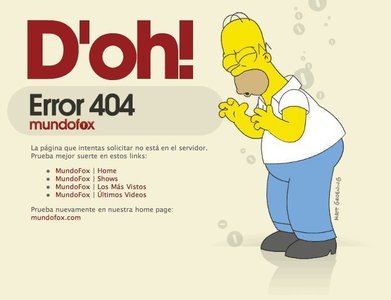 D'oh!
Error 404
mundofox
La página que intentas solicitar no está en el servidor.
Prueba mejor suerte en estos links:
MundoFox | Home
MundoFox | Shows
MundoFox | Los Más Vistos
MundoFox | Últimos Videos
Prueba nuevamente en nuestra home page:
mundofox.com
MATT GROENING